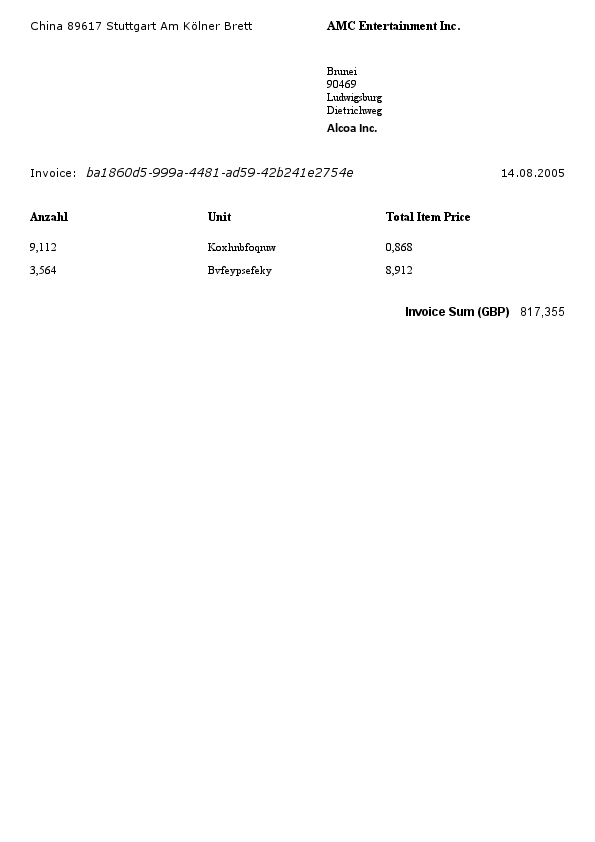 China 89617 Stuttgart Am Kölner Brett
AMC Entertainment Inc.
Brunei
90469
Ludwigsburg
Dietrichweg
Alcoa Inc.
Invoice: ba1860d5-999a-4481-ad59-42b241e2754e 14.08.2005
Anzahl Unit Total Item Price
9,112 Koxhnbfoqnuw 0,868
3,564 Bvfeypsefeky 8,912
Invoice Sum (GBP) 817,355